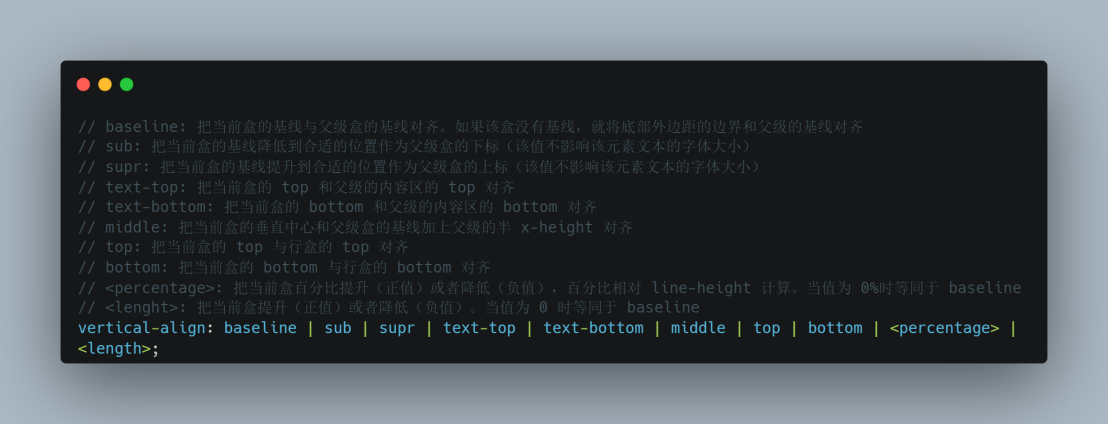 // baseline: 把当前盒的基线与父级盒的基线对齐。如果该盒没有基线，就将底部外边距的边界和父级的基线对齐
// sub: 把当前盒的基线降低到合适的位置作为父级盒的下标（该值不影响该元素文本的字体大小）
// supr: 把当前盒的基线提升到合适的位置作为父级盒的上标（该值不影响该元素文本的字体大小）
// text-top: 把当前盒的 top 和父级的内容区的 top 对齐
// text-bottom: 把当前盒的 bottom 和父级的内容区的 bottom 对齐
// middle: 把当前盒的垂直中心和父级盒的基线加上父级的半 x-height 对齐
// top: 把当前盒的 top 与行盒的 top 对齐
// bottom: 把当前盒的 bottom 与行盒的 bottom 对齐
// <percentage>: 把当前盒百分比提升（正值）或者降低（负值），百分比相对 line-height 计算。当值为 0%时等同于 baseline
// <lenght>: 把当前盒提升（正值）或者降低（负值）。当值为 0 时等同于 baseline
vertical-align: baseline | sub | supr | text-top | text-bottom | middle | top | bottom | <percentage> |
<length>;